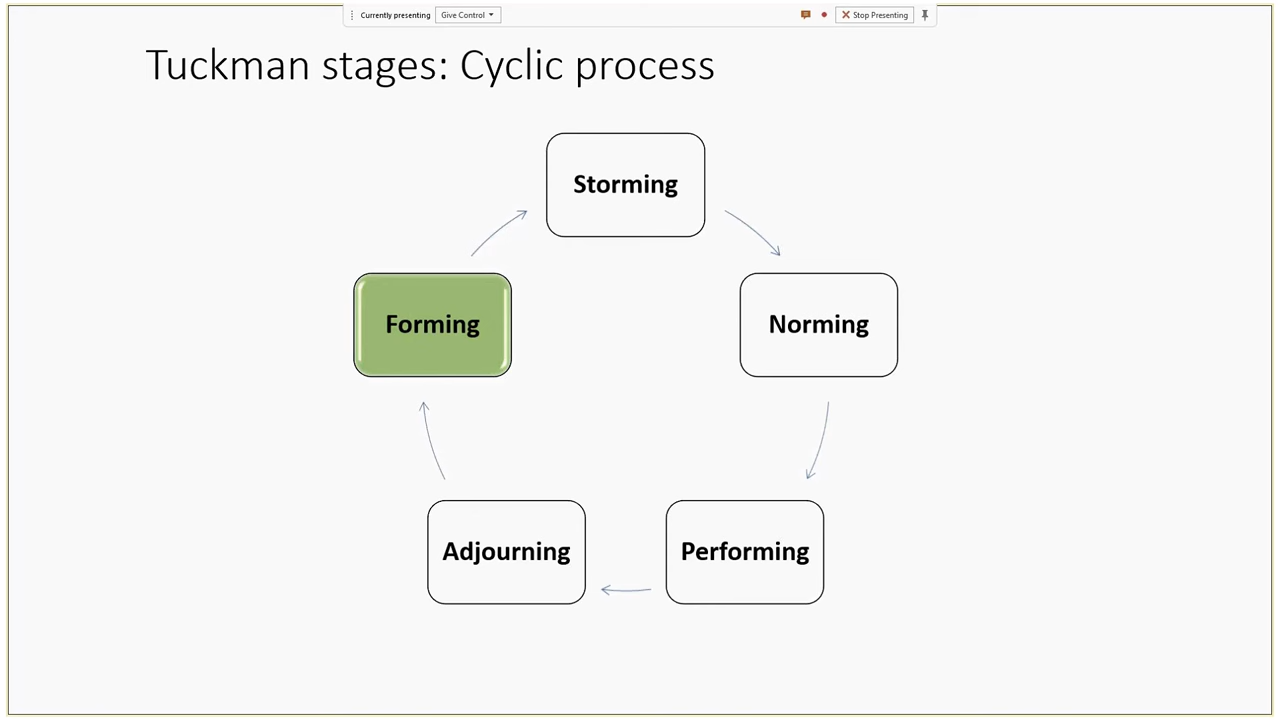 Currently presenting
Give Control
Stop Presenting
Tuckman stages: Cyclic process
Storming
Forming
Norming
Adjourning
Performing